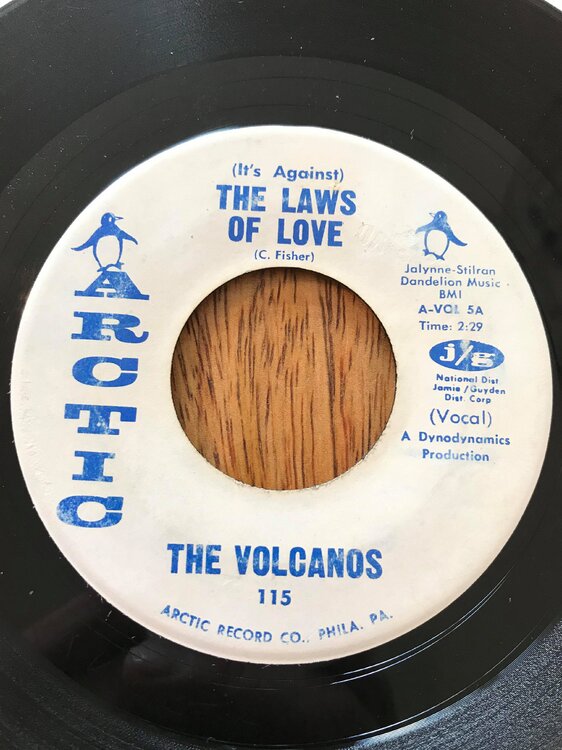 (It's Against)
THE LAWS
OF LOVE
(C. Fisher)
ARCTIC
Jalynne-Stilran
Dandelion Music
BMI
A-VOL 5A
Time: 2:29
j/g
National Dist.
Jamie/Guyden
Dist. Corp
(Vocal)
A Dynodynamics
Production
THE VOLCANOS
115
ARCTIC RECORD CO., PHILA. PA.